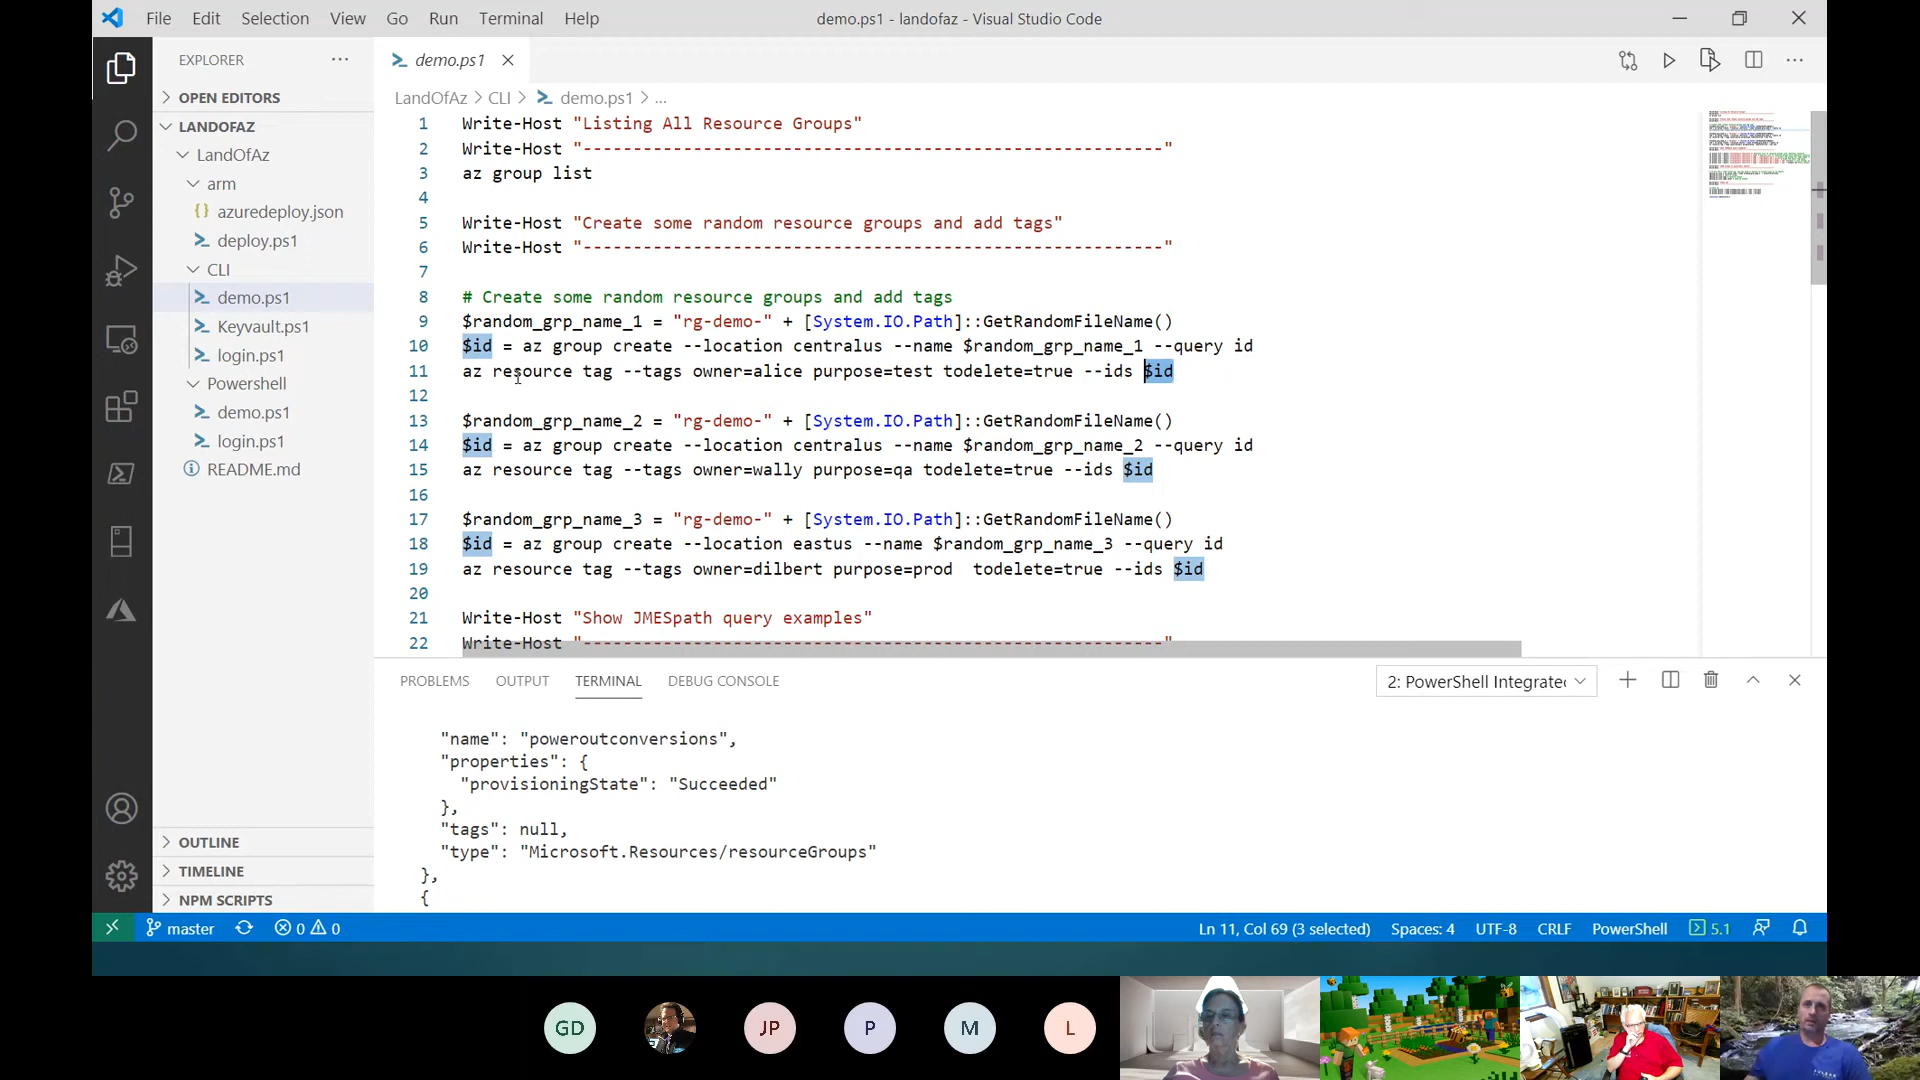 File Edit Selection View Go Run Terminal Help
demo.ps1 - landofaz - Visual Studio Code
EXPLORER
OPEN EDITORS
LANDOFAZ
LandOfAz
arm
azuredeploy.json
deploy.ps1
CLI
demo.ps1
Keyvault.ps1
login.ps1
Powershell
demo.ps1
login.ps1
README.md
OUTLINE
TIMELINE
NPM SCRIPTS
demo.ps1
LandOfAz > CLI > demo.ps1 > ...
1 Write-Host "Listing All Resource Groups"
2 Write-Host "----------------------------------------------------------"
3 az group list
4
5 Write-Host "Create some random resource groups and add tags"
6 Write-Host "----------------------------------------------------------"
7
8 # Create some random resource groups and add tags
9 $random_grp_name_1 = "rg-demo-" + [System.IO.Path]::GetRandomFileName()
10 $id = az group create --location centralus --name $random_grp_name_1 --query id
11 az resource tag --tags owner=alice purpose=test todelete=true --ids $id
12
13 $random_grp_name_2 = "rg-demo-" + [System.IO.Path]::GetRandomFileName()
14 $id = az group create --location centralus --name $random_grp_name_2 --query id
15 az resource tag --tags owner=wally purpose=qa todelete=true --ids $id
16
17 $random_grp_name_3 = "rg-demo-" + [System.IO.Path]::GetRandomFileName()
18 $id = az group create --location eastus --name $random_grp_name_3 --query id
19 az resource tag --tags owner=dilbert purpose=prod  todelete=true --ids $id
20
21 Write-Host "Show JMESpath query examples"
22 Write-Host "----------------------------------------------------------"
PROBLEMS OUTPUT TERMINAL DEBUG CONSOLE
2: PowerShell Integrated
"name": "poweroutconversions",
"properties": {
"provisioningState": "Succeeded"
},
"tags": null,
"type": "Microsoft.Resources/resourceGroups"
},
{
master 0 0 Ln 11, Col 69 (3 selected) Spaces: 4 UTF-8 CRLF PowerShell 5.1
GD JP P M L